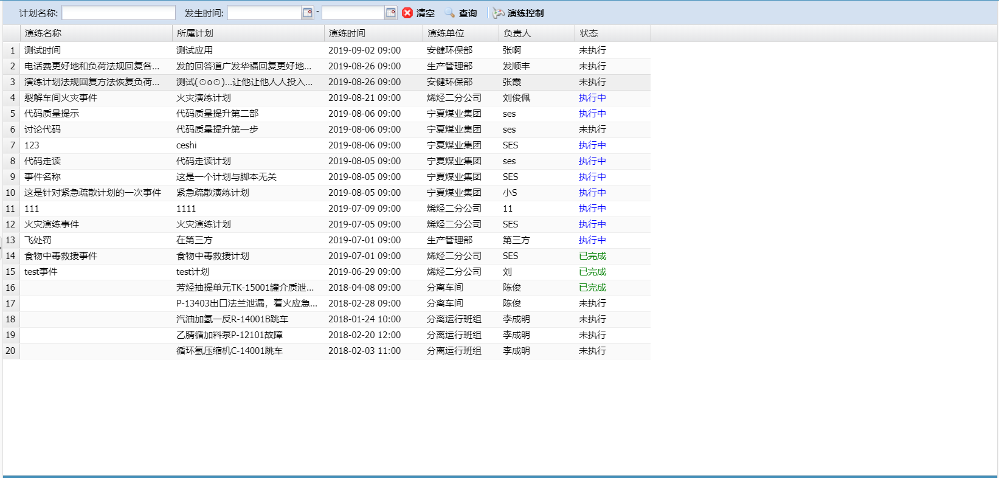 计划名称: 发生时间: - 清空 查询 演练控制
演练名称 所属计划 演练时间 演练单位 负责人 状态
1 测试时间 测试应用 2019-09-02 09:00 安健环保部 张啊 未执行
2 电话费更好地和负荷法规回复各... 发的回答道广发华福回复更好地... 2019-08-26 09:00 生产管理部 发顺丰 未执行
3 演练计划法规回复方法恢复负荷... 测试(⊙o⊙)...让他让他人人投入... 2019-08-26 09:00 安健环保部 张霞 未执行
4 裂解车间火灾事件 火灾演练计划 2019-08-21 09:00 烯烃二分公司 刘俊佩 执行中
5 代码质量提示 代码质量提升第二部 2019-08-06 09:00 宁夏煤业集团 ses 执行中
6 讨论代码 代码质量提升第一步 2019-08-06 09:00 宁夏煤业集团 ses 未执行
7 123 ceshi 2019-08-06 09:00 宁夏煤业集团 SES 执行中
8 代码走读 代码走读计划 2019-08-05 09:00 宁夏煤业集团 ses 执行中
9 事件名称 这是一个计划与脚本无关 2019-08-05 09:00 宁夏煤业集团 SES 执行中
10 这是针对紧急疏散计划的一次事件 紧急疏散演练计划 2019-08-05 09:00 宁夏煤业集团 小S 执行中
11 111 1111 2019-07-09 09:00 烯烃二分公司 11 执行中
12 火灾演练事件 火灾演练计划 2019-07-05 09:00 烯烃二分公司 SES 执行中
13 飞处罚 在第三方 2019-07-01 09:00 生产管理部 第三方 执行中
14 食物中毒救援事件 食物中毒救援计划 2019-07-01 09:00 烯烃二分公司 SES 已完成
15 test事件 test计划 2019-06-29 09:00 烯烃二分公司 刘 已完成
16 芳烃抽提单元TK-15001罐介质泄... 2018-04-08 09:00 分离车间 陈俊 已完成
17 P-13403出口法兰泄漏，着火应急... 2018-02-28 09:00 分离车间 陈俊 未执行
18 汽油加氢一反R-14001B跳车 2018-01-24 10:00 分离运行班组 李成明 未执行
19 乙腈循加料泵P-12101故障 2018-02-20 12:00 分离运行班组 李成明 未执行
20 循环氢压缩机C-14001跳车 2018-02-03 11:00 分离运行班组 李成明 未执行